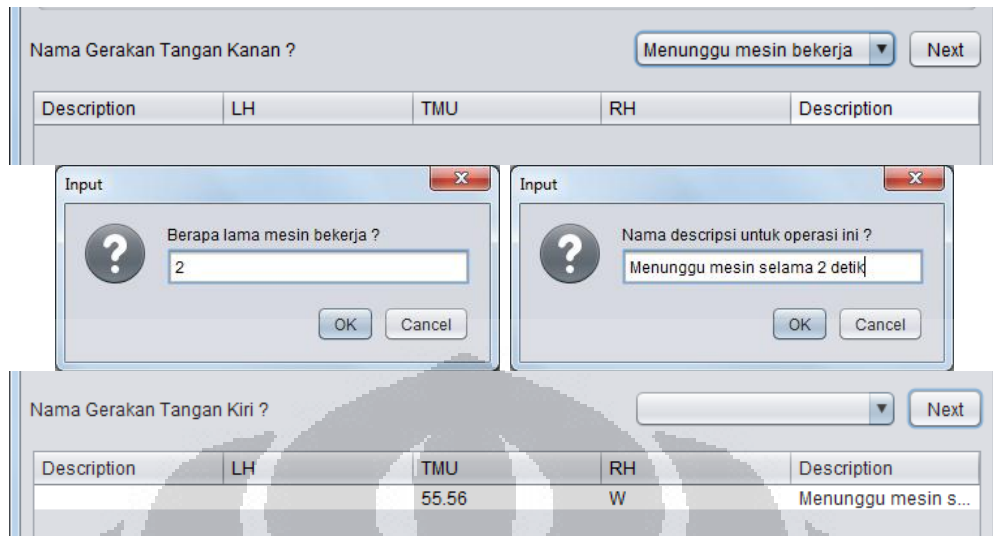 Nama Gerakan Tangan Kanan ? Menunggu mesin bekerja Next
Description LH TMU RH Description
Input
Berapa lama mesin bekerja ?
2
OK Cancel
Input
Nama descripsi untuk operasi ini ?
Menunggu mesin selama 2 detik
OK Cancel
Nama Gerakan Tangan Kiri ? Next
Description LH TMU RH Description
55.56 W Menunggu mesin s...